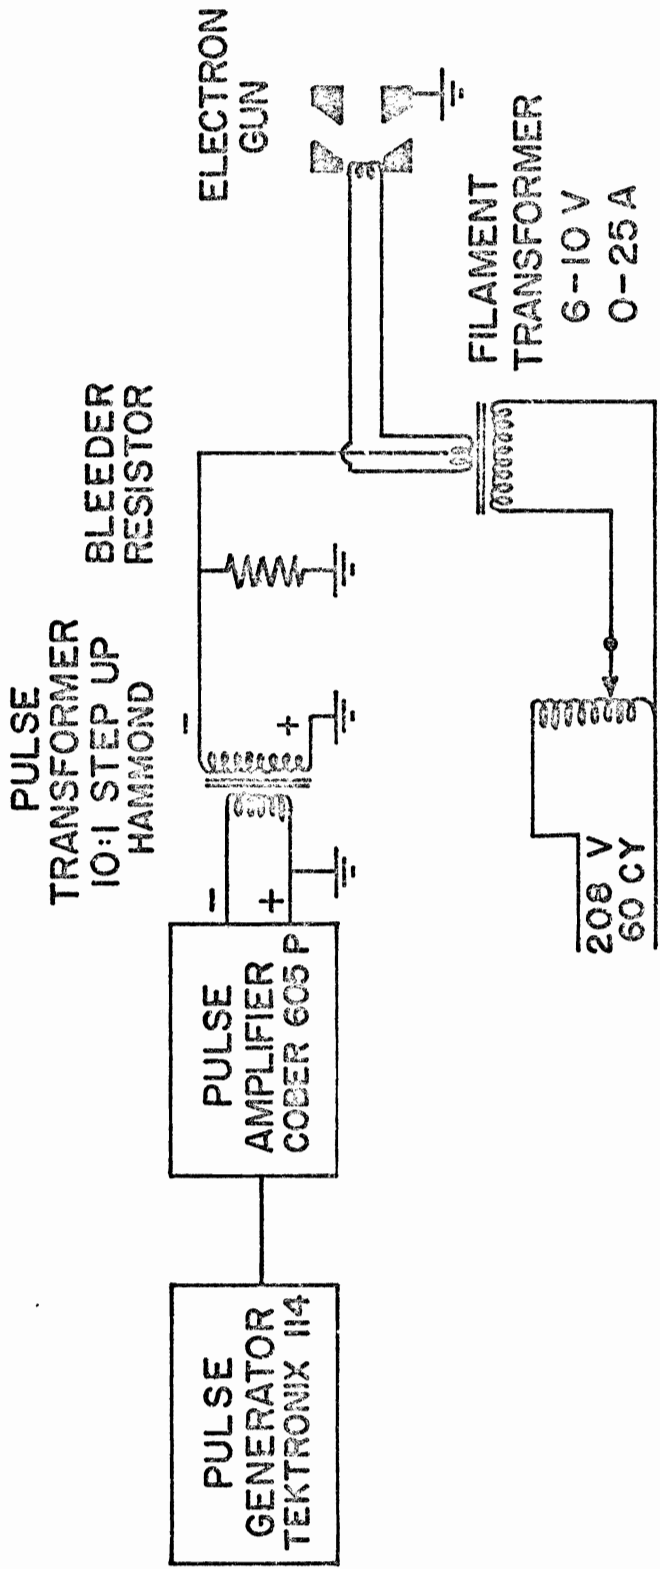 PULSE
GENERATOR
TEKTRONIX 114
PULSE
AMPLIFIER
COBER 605 P
-
+
PULSE
TRANSFORMER
10:1 STEP UP
HAMMOND
-
+
BLEEDER
RESISTOR
ELECTRON
GUN
FILAMENT
TRANSFORMER
6-10 V
0-25 A
208 V
60 CY